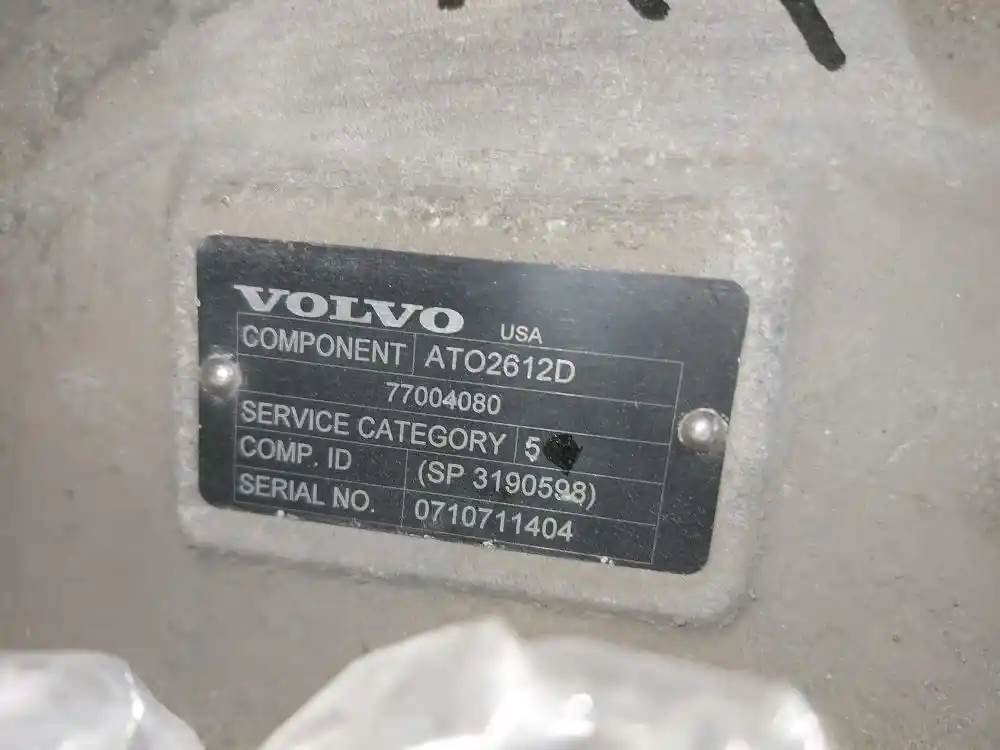 VOLVO USA
COMPONENT ATO2612D
77004080
SERVICE CATEGORY 5
COMP. ID (SP 3190598)
SERIAL NO. 0710711404